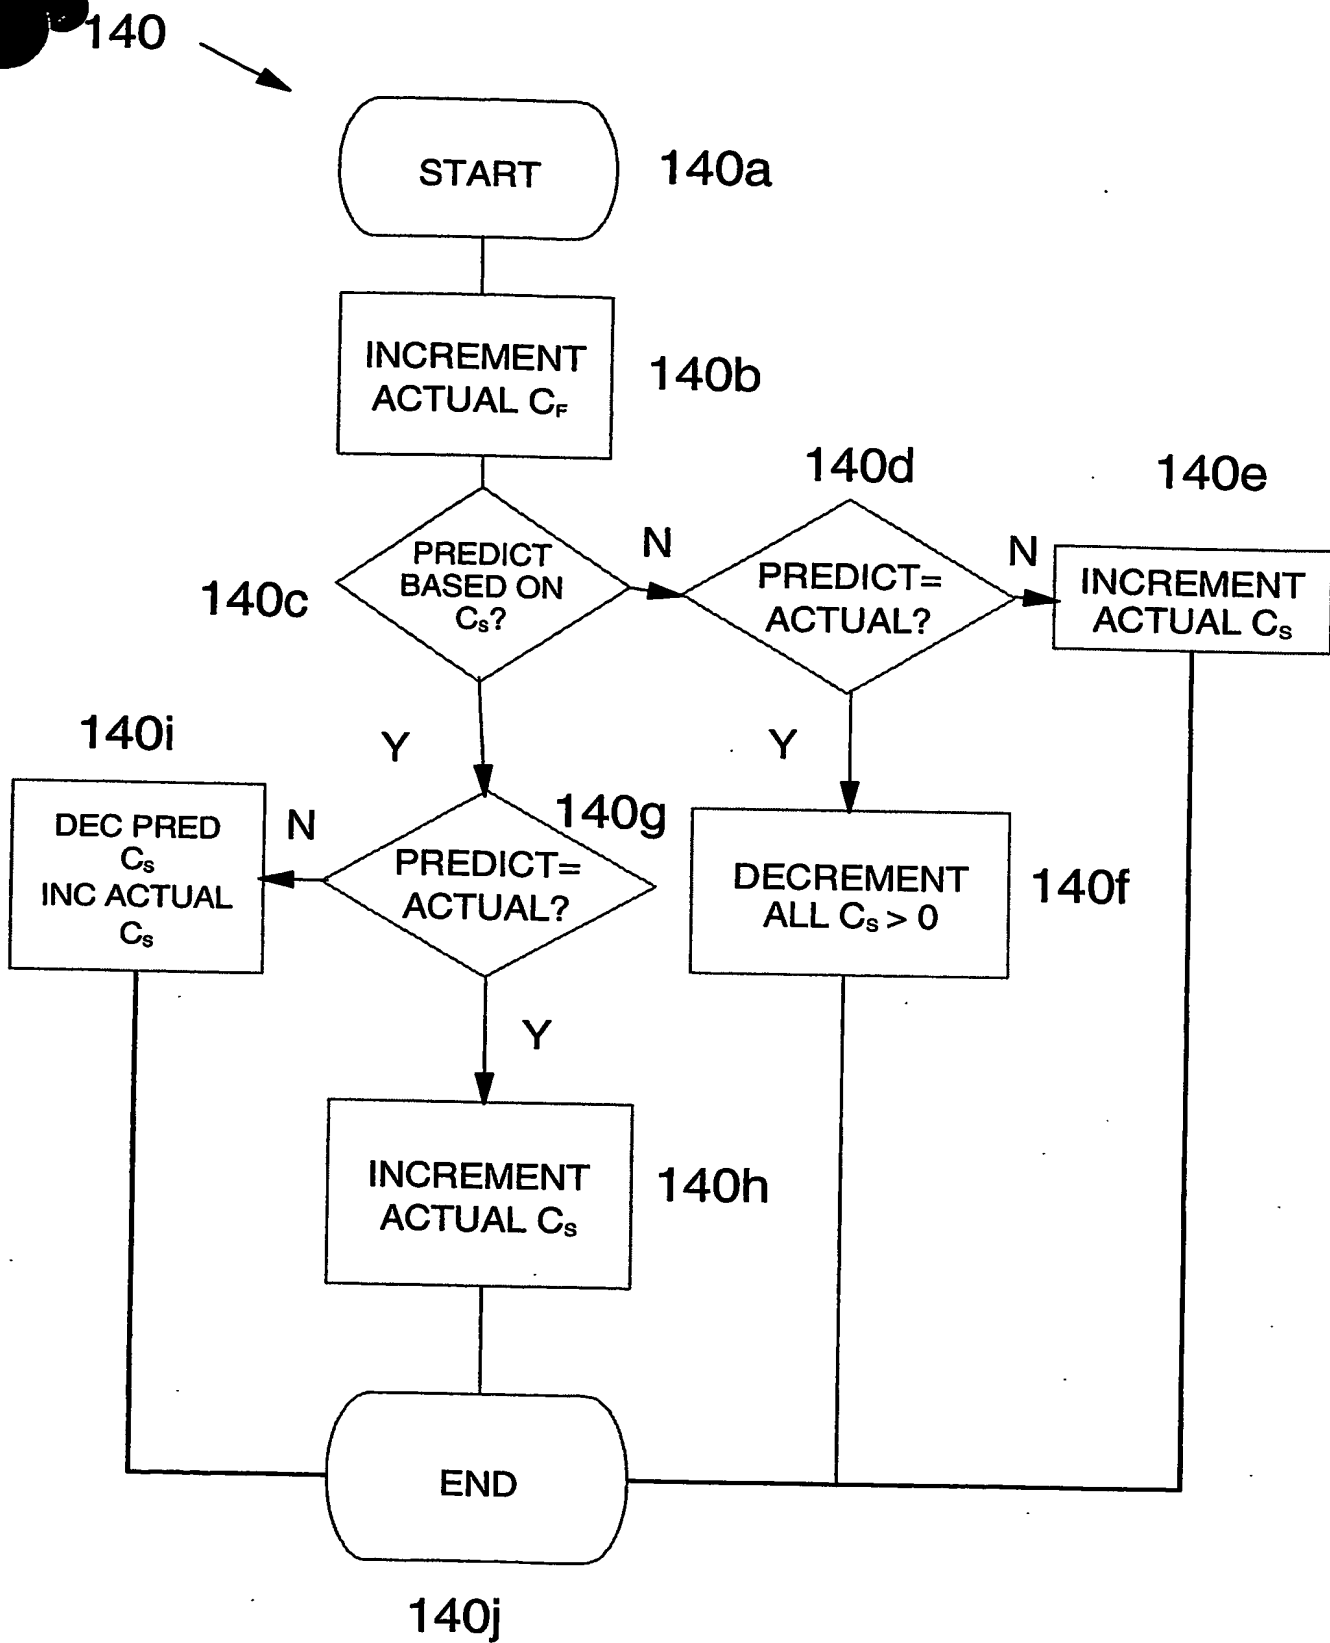 140
START
140a
INCREMENT
ACTUAL CF
140b
PREDICT
BASED ON
Cs?
140c
N
140d
PREDICT=
ACTUAL?
N
140e
INCREMENT
ACTUAL Cs
Y
Y
140i
DEC PRED
Cs
INC ACTUAL
Cs
N
140g
PREDICT=
ACTUAL?
DECREMENT
ALL Cs > 0
140f
Y
INCREMENT
ACTUAL Cs
140h
END
140j